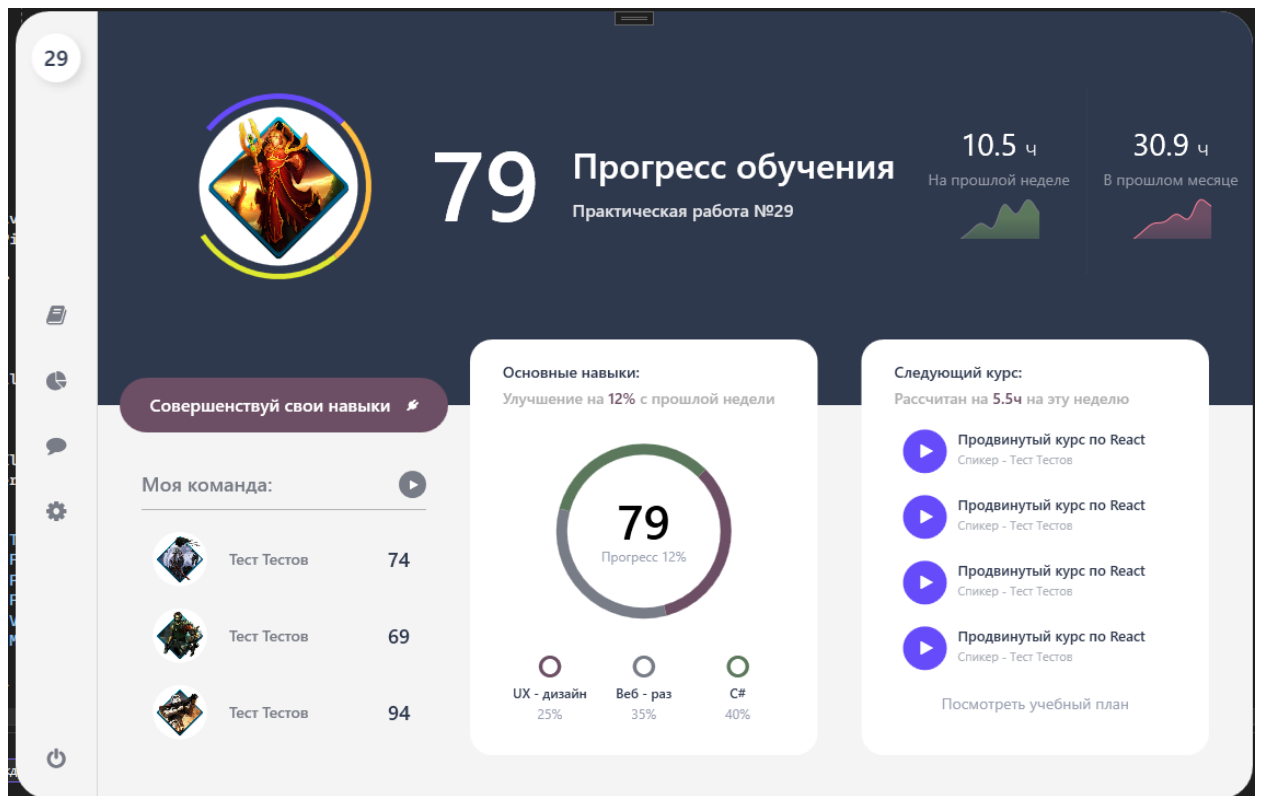 29
79
Прогресс обучения
Практическая работа №29
10.5 ч
На прошлой неделе
30.9 ч
В прошлом месяце
Совершенствуй свои навыки
Моя команда:
Тест Тестов 74
Тест Тестов 69
Тест Тестов 94
Основные навыки:
Улучшение на 12% с прошлой недели
79
Прогресс 12%
UX - дизайн
25%
Веб - раз
35%
C#
40%
Следующий курс:
Рассчитан на 5.5ч на эту неделю
Продвинутый курс по React
Спикер - Тест Тестов
Продвинутый курс по React
Спикер - Тест Тестов
Продвинутый курс по React
Спикер - Тест Тестов
Продвинутый курс по React
Спикер - Тест Тестов
Посмотреть учебный план